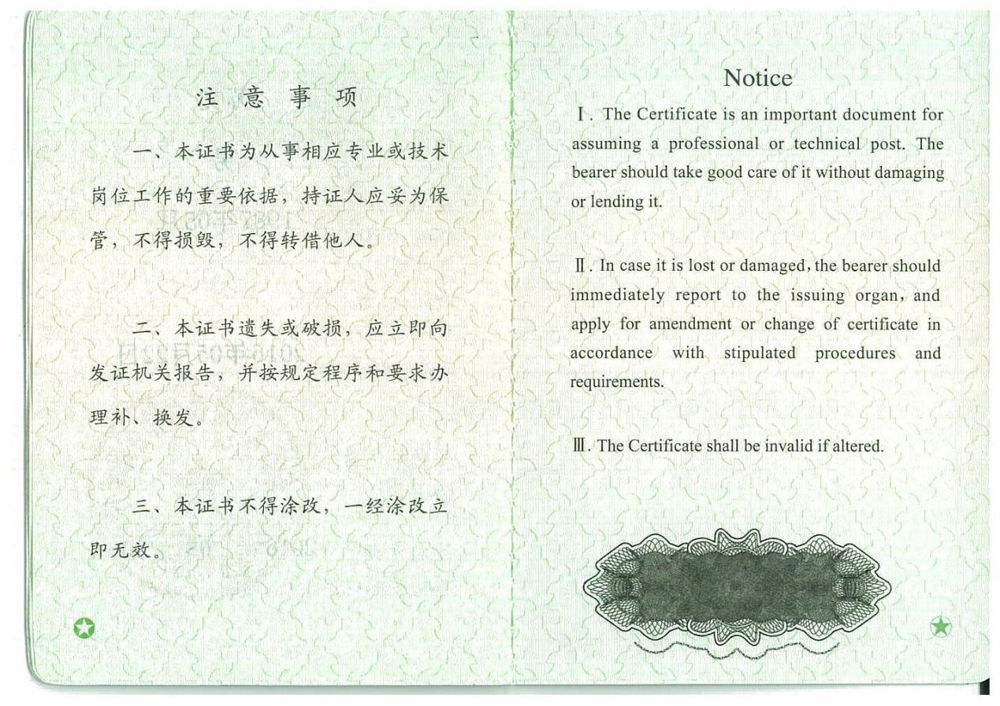 注意事项
一、本证书为从事相应专业或技术
岗位工作的重要依据，持证人应妥为保
管，不得损毁，不得转借他人。
二、本证书遗失或破损，应立即向
发证机关报告，并按规定程序和要求办
理补、换发。
三、本证书不得涂改，一经涂改立
即无效。
Notice
Ⅰ. The Certificate is an important document for
assuming a professional or technical post. The
bearer should take good care of it without damaging
or lending it.
Ⅱ. In case it is lost or damaged, the bearer should
immediately report to the issuing organ, and
apply for amendment or change of certificate in
accordance with stipulated procedures and
requirements.
Ⅲ. The Certificate shall be invalid if altered.